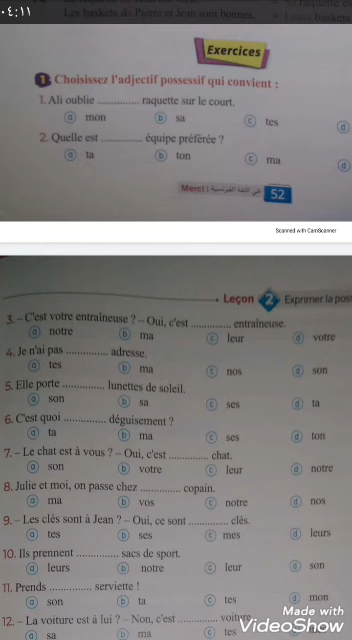 ٤:١١
Les baskets de Pierre et Jean sont bonnes.
Exercices
1 Choisissez l'adjectif possessif qui convient :
1. Ali oublie .............. raquette sur le court.
a mon b sa c tes d
2. Quelle est .............. équipe préférée ?
a ta b ton c ma d
Merci ! اللغة الفرنسية 52
Scanned with CamScanner
Leçon 2 Exprimer la pos
3. – C'est votre entraîneuse ? – Oui, c'est .............. entraîneuse.
a notre b ma c leur d votre
4. Je n'ai pas .............. adresse.
a tes b ma c nos d son
5. Elle porte .............. lunettes de soleil.
a son b sa c ses d ta
6. C'est quoi .............. déguisement ?
a ta b ma c ses d ton
7. – Le chat est à vous ? – Oui, c'est .............. chat.
a son b votre c leur d notre
8. Julie et moi, on passe chez .............. copain.
a ma b vos c notre d nos
9. – Les clés sont à Jean ? – Oui, ce sont .............. clés.
a tes b ses c mes d leurs
10. Ils prennent .............. sacs de sport.
a leurs b notre c leur d son
11. Prends .............. serviette !
a son b ta c tes d mon
12. – La voiture est à lui ? – Non, c'est .............. voiture.
a sa b ma c tes
Made with
VideoShow